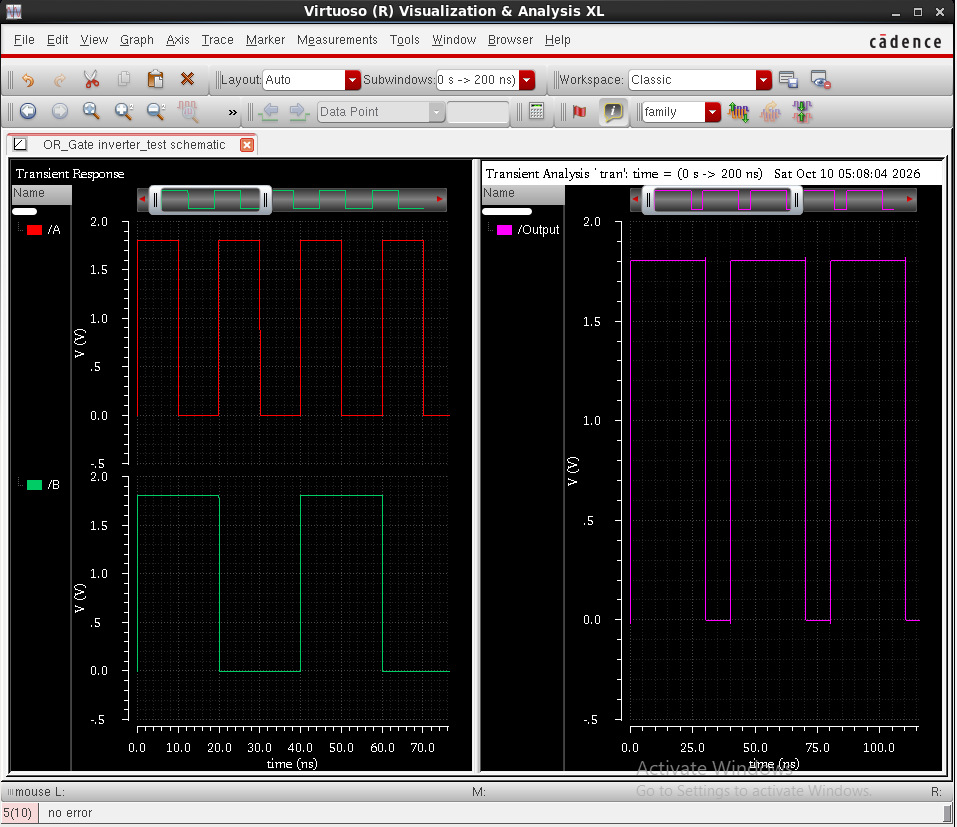 Virtuoso (R) Visualization & Analysis XL
File Edit View Graph Axis Trace Marker Measurements Tools Window Browser Help
cādence
Layout: Auto Subwindows: 0 s -> 200 ns) Workspace: Classic
» Data Point family
OR_Gate inverter_test schematic
Transient Response
Name
/A
2.0
1.5
1.0
.5
0.0
-.5
V (V)
/B
2.0
1.5
1.0
.5
0.0
-.5
V (V)
0.0 10.0 20.0 30.0 40.0 50.0 60.0 70.0
time (ns)
Transient Analysis `tran': time = (0 s -> 200 ns) Sat Oct 10 05:08:04 2026
Name
/Output
2.0
1.5
1.0
.5
0.0
-.5
V (V)
0.0 25.0 50.0 75.0 100.0
time (ns)
Activate Windows
Go to Settings to activate Windows.
mouse L: M: R:
5(10) no error